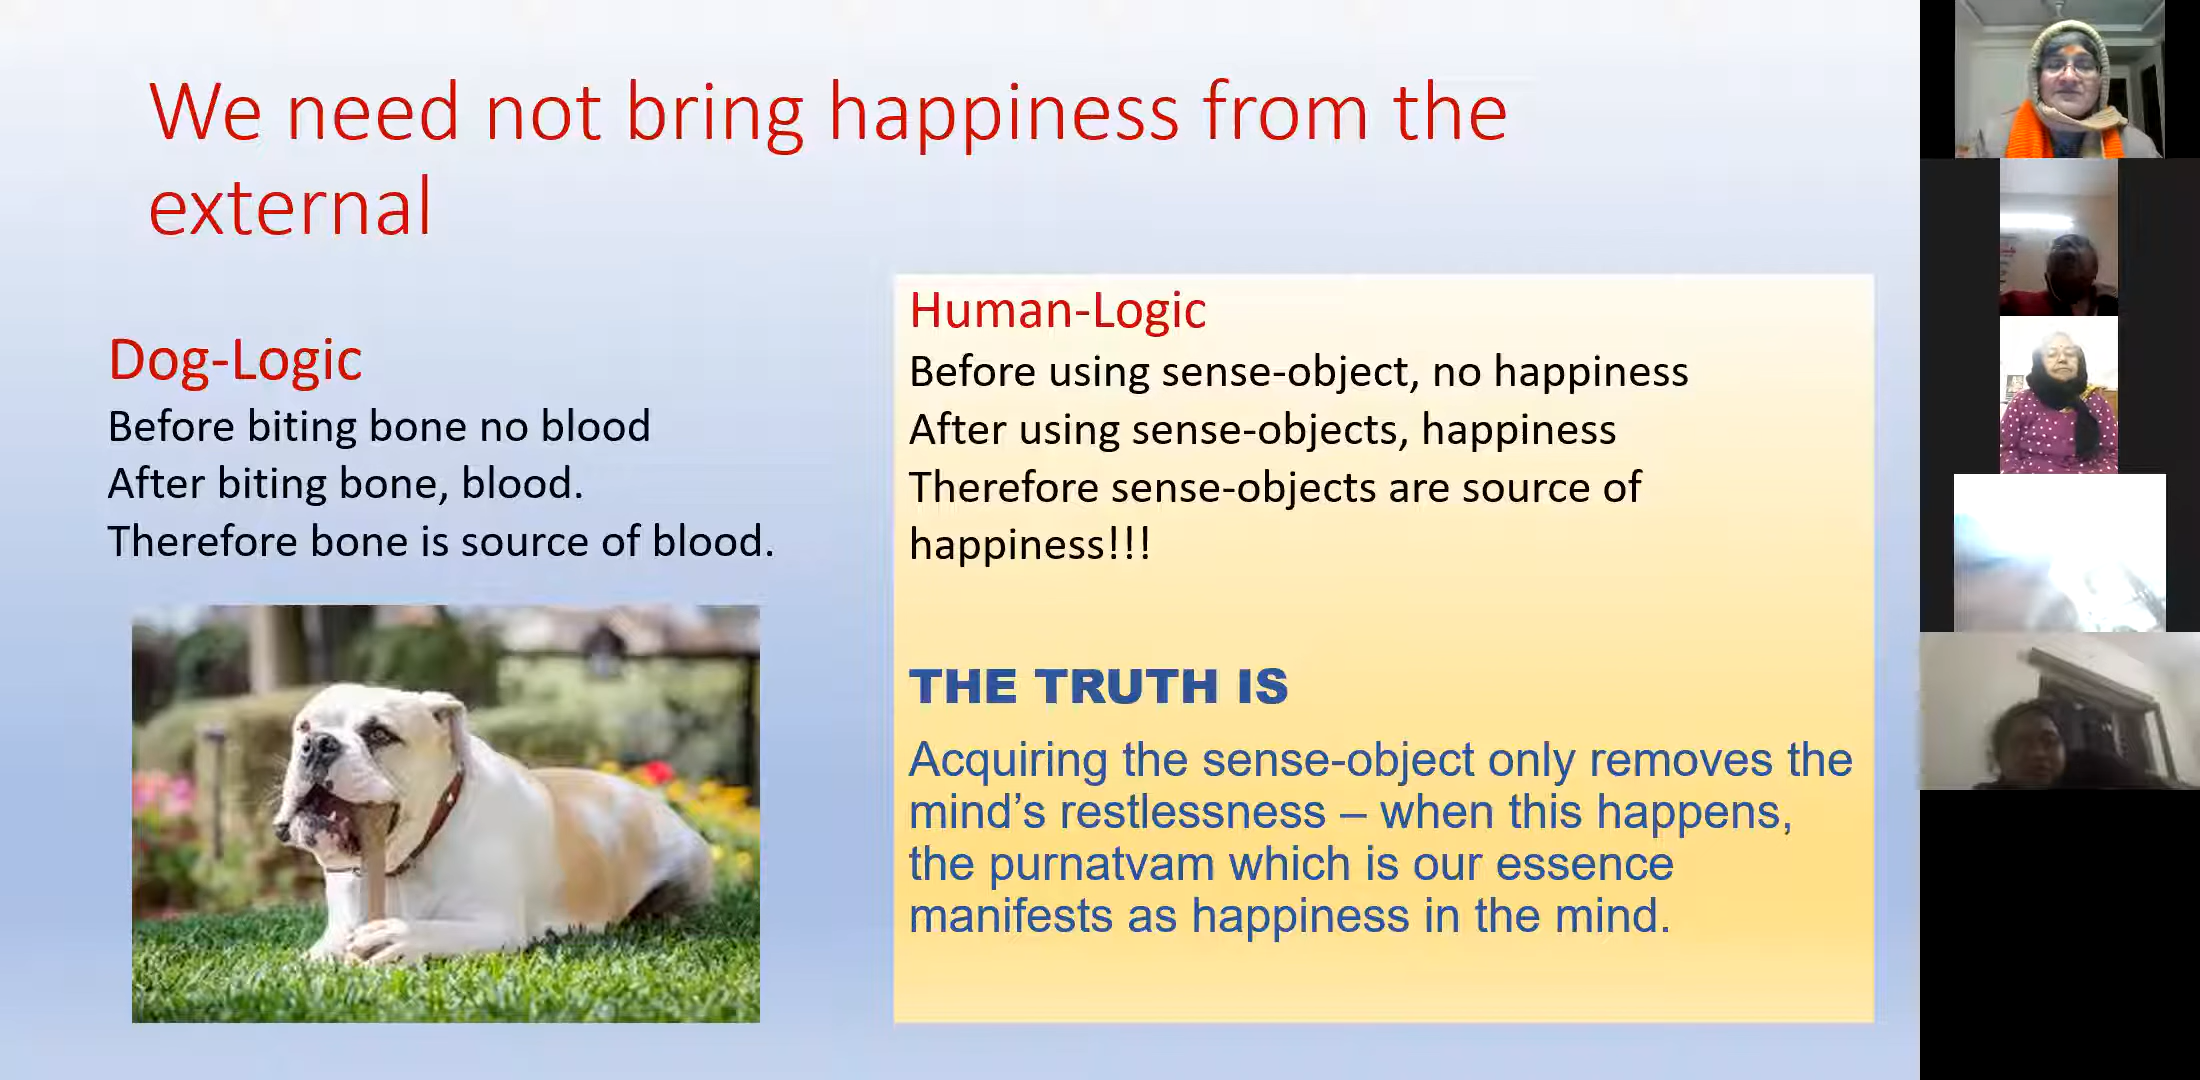 We need not bring happiness from the
external
Dog-Logic
Before biting bone no blood
After biting bone, blood.
Therefore bone is source of blood.
Human-Logic
Before using sense-object, no happiness
After using sense-objects, happiness
Therefore sense-objects are source of
happiness!!!
THE TRUTH IS
Acquiring the sense-object only removes the
mind’s restlessness – when this happens,
the purnatvam which is our essence
manifests as happiness in the mind.